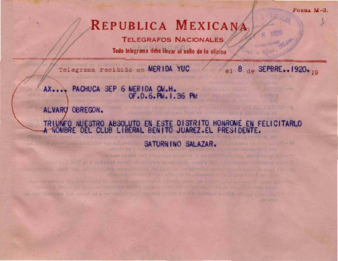 Forma M-3.
REPUBLICA MEXICANA
TELEGRAFOS NACIONALES
Todo telegrama debe llevar el sello de la oficina
Telegrama recibido en MERIDA YUC el 8 de SEPBRE..1920.19
AX.... PACHUCA SEP 6 MERIDA CM.H.
OF.D.6.PM.1.36 PM
ALVARO OBREGON.
TRIUNFO NUESTRO ABSOLUTO EN ESTE DISTRITO HONROME EN FELICITARLO
A NOMBRE DEL CLUB LIBERAL BENITO JUAREZ.EL PRESIDENTE.
SATURNINO SALAZAR.